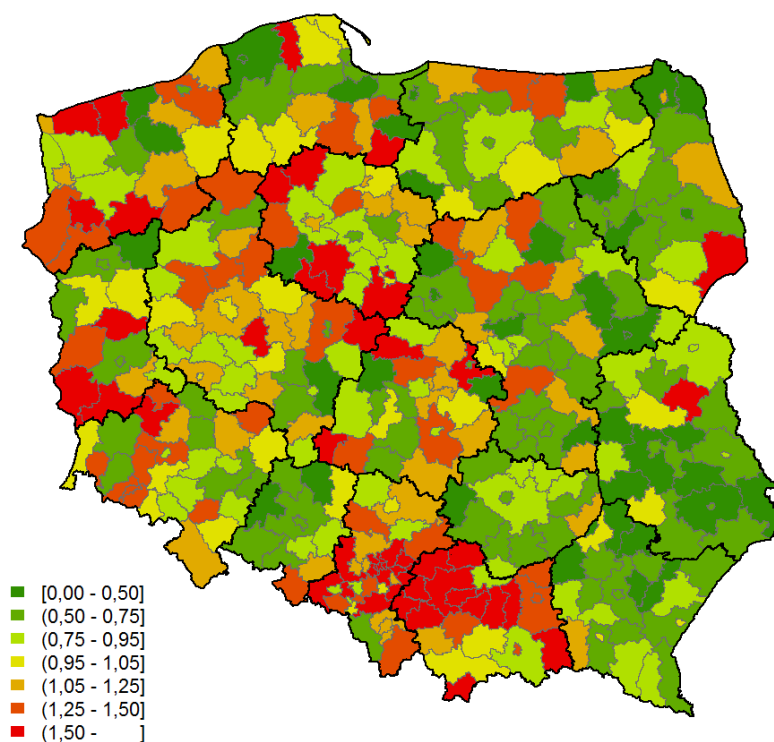 [0,00 - 0,50]
(0,50 - 0,75]
(0,75 - 0,95]
(0,95 - 1,05]
(1,05 - 1,25]
(1,25 - 1,50]
(1,50 - ]